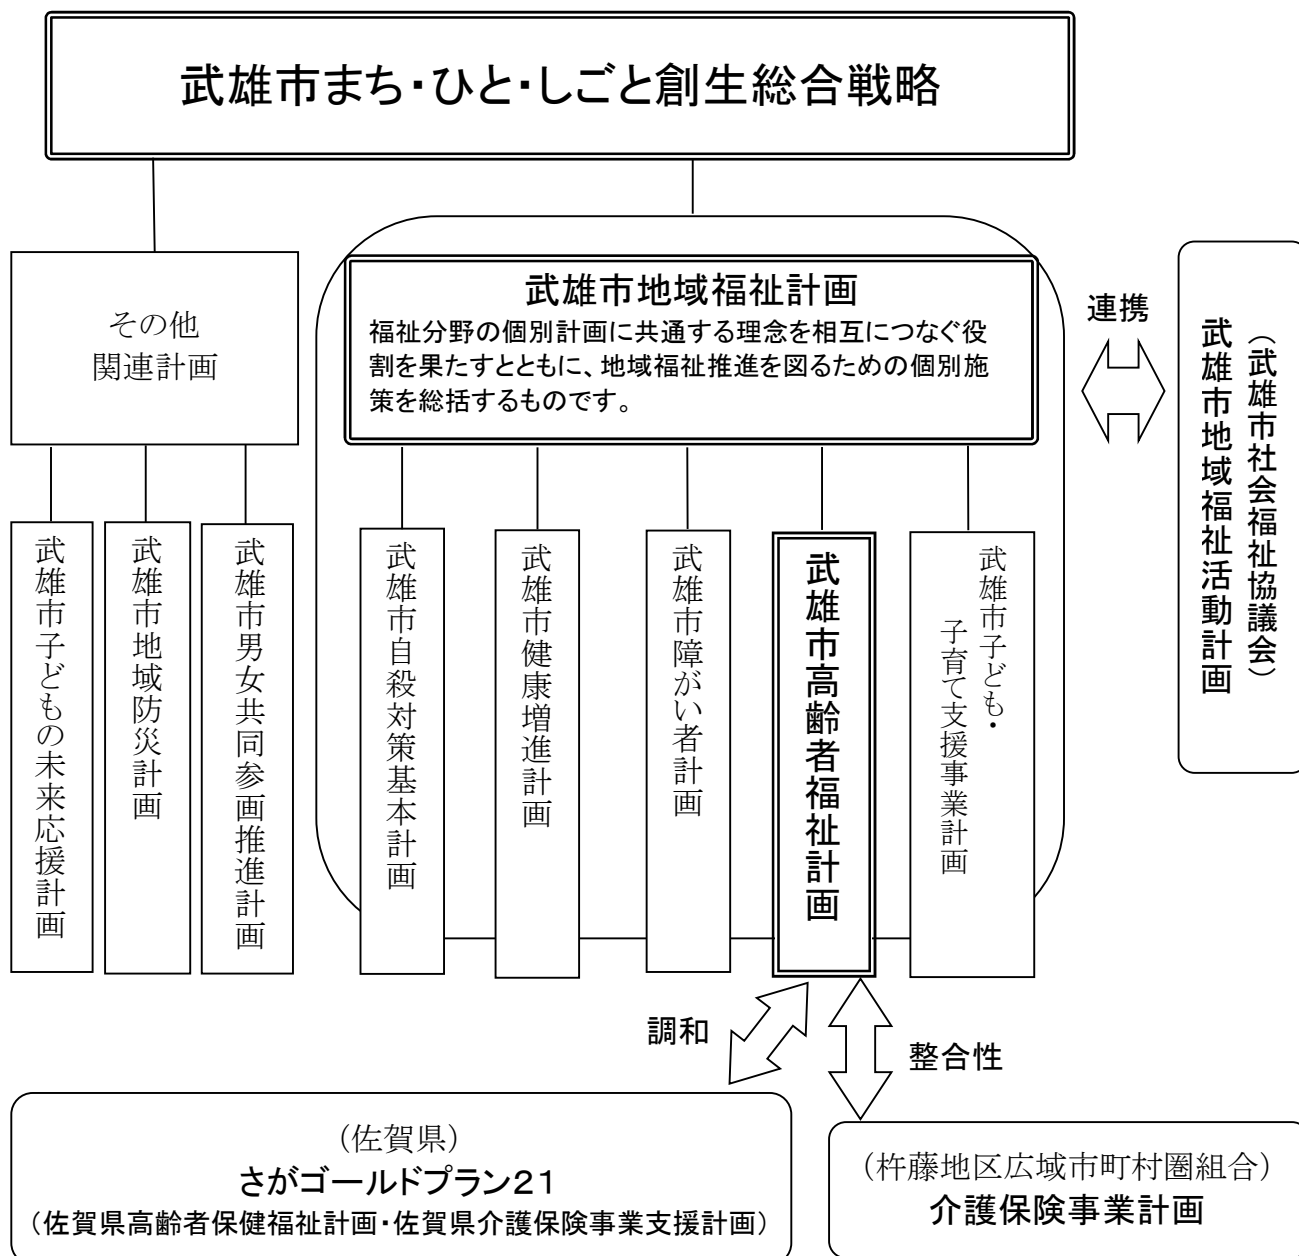 武雄市まち・ひと・しごと創生総合戦略
その他
関連計画
武雄市地域福祉計画
福祉分野の個別計画に共通する理念を相互につなぐ役
割を果たすとともに、地域福祉推進を図るための個別施
策を総括するものです。
連携
武雄市地域福祉活動計画
（武雄市社会福祉協議会）
武雄市子どもの未来応援計画
武雄市地域防災計画
武雄市男女共同参画推進計画
武雄市自殺対策基本計画
武雄市健康増進計画
武雄市障がい者計画
武雄市高齢者福祉計画
武雄市子ども・
子育て支援事業計画
調和
整合性
（佐賀県）
さがゴールドプラン２１
（佐賀県高齢者保健福祉計画・佐賀県介護保険事業支援計画）
（杵藤地区広域市町村圏組合）
介護保険事業計画